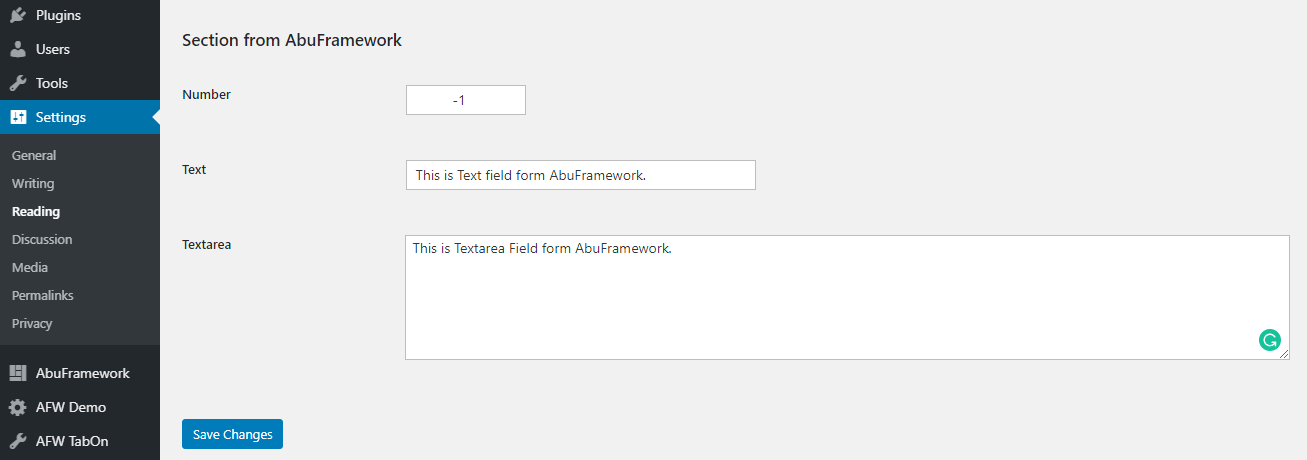 Plugins
Users
Tools
Settings
General
Writing
Reading
Discussion
Media
Permalinks
Privacy
AbuFramework
AFW Demo
AFW TabOn
Section from AbuFramework
Number
-1
Text
This is Text field form AbuFramework.
Textarea
This is Textarea Field form AbuFramework.
Save Changes